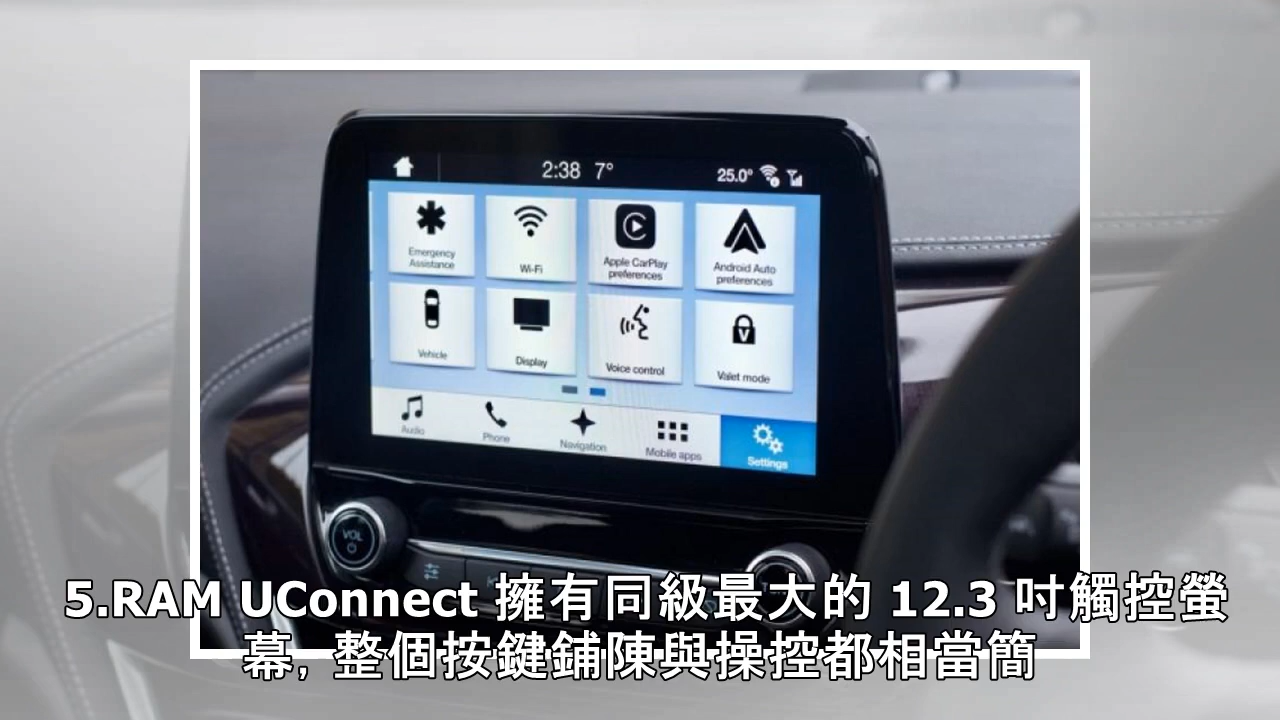 2:38 7° 25.0°
Emergency Assistance
Wi-Fi
Apple CarPlay preferences
Android Auto preferences
Vehicle
Display
Voice control
Valet mode
Audio
Phone
Navigation
Mobile apps
Settings
VOL
5.RAM UConnect 擁有同級最大的 12.3 吋觸控螢
幕, 整個按鍵鋪陳與操控都相當簡